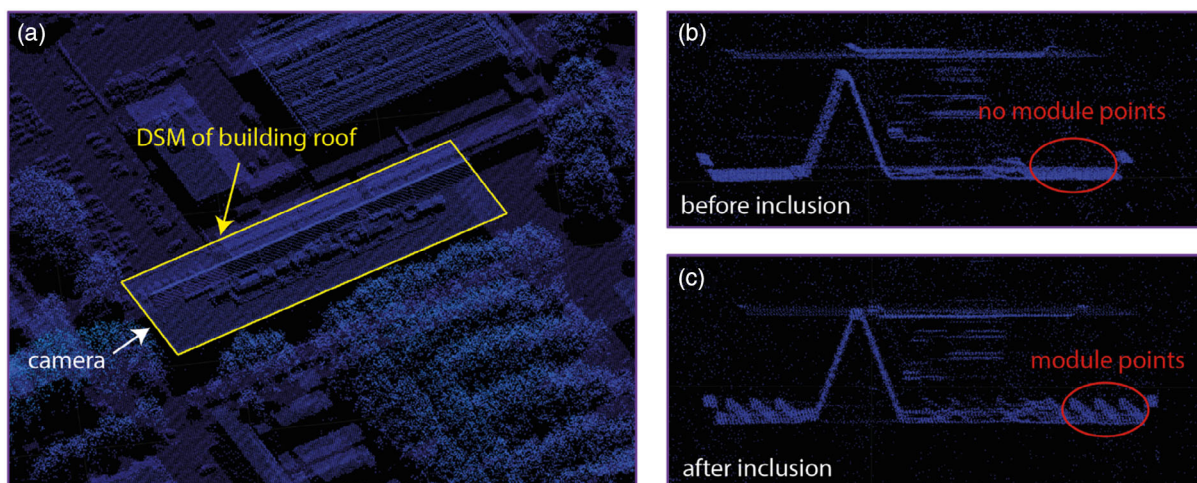 (a)
DSM of building roof
camera
(b)
no module points
before inclusion
(c)
module points
after inclusion